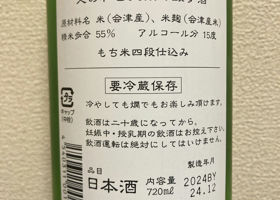 原材料名 米(会津産)、米麹(会津産米)
精米歩合 55% アルコール分 15度
もち米四段仕込み
要冷蔵保存
冷やしても燗でもお楽しみ頂けます。
飲酒は二十歳になってから。
妊娠中・授乳期の飲酒はお控え下さい。
飲酒運転は絶対にしてはいけません。
プラ
キャップ
(中栓)
品目
日本酒
内容量
720ml
製造年月
2024BY
24.12